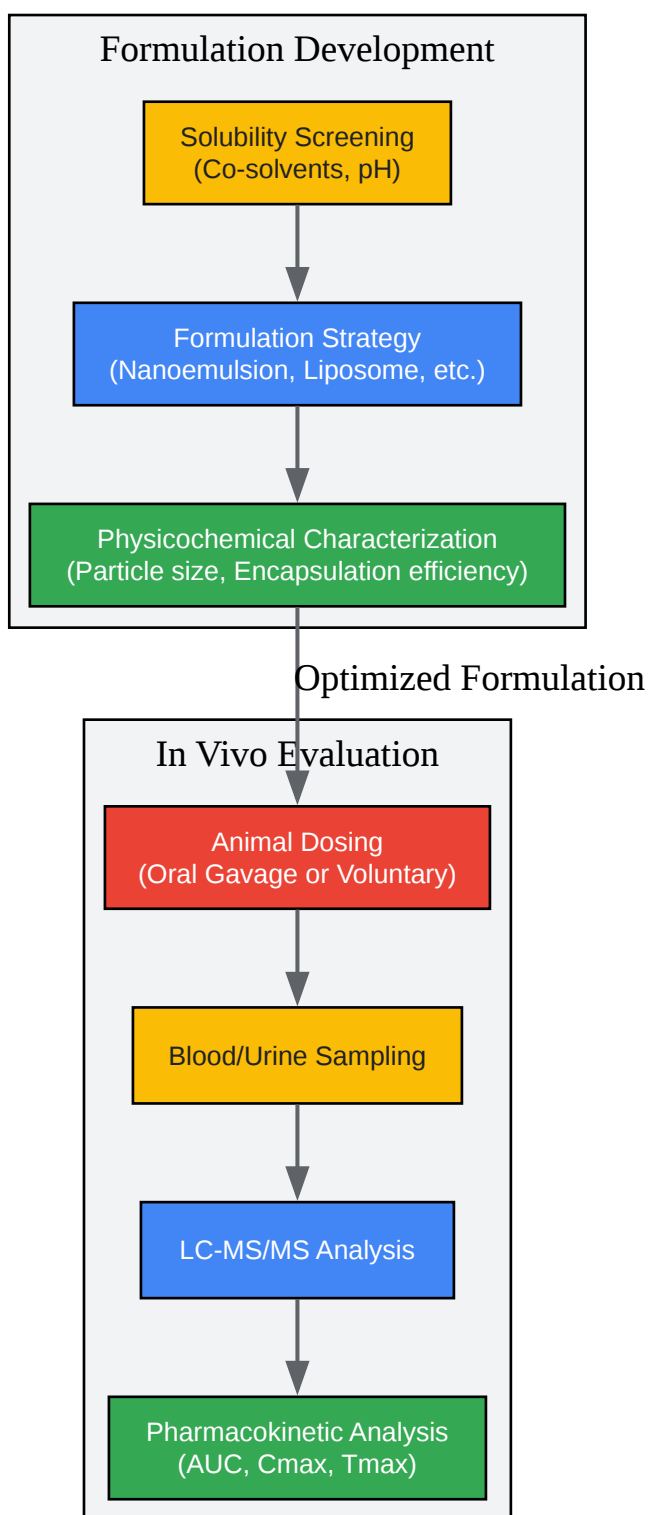 Formulation Development
Solubility Screening
(Co-solvents, pH)
Formulation Strategy
(Nanoemulsion, Liposome, etc.)
Physicochemical Characterization
(Particle size, Encapsulation efficiency)
Optimized Formulation
In Vivo Evaluation
Animal Dosing
(Oral Gavage or Voluntary)
Blood/Urine Sampling
LC-MS/MS Analysis
Pharmacokinetic Analysis
(AUC, Cmax, Tmax)